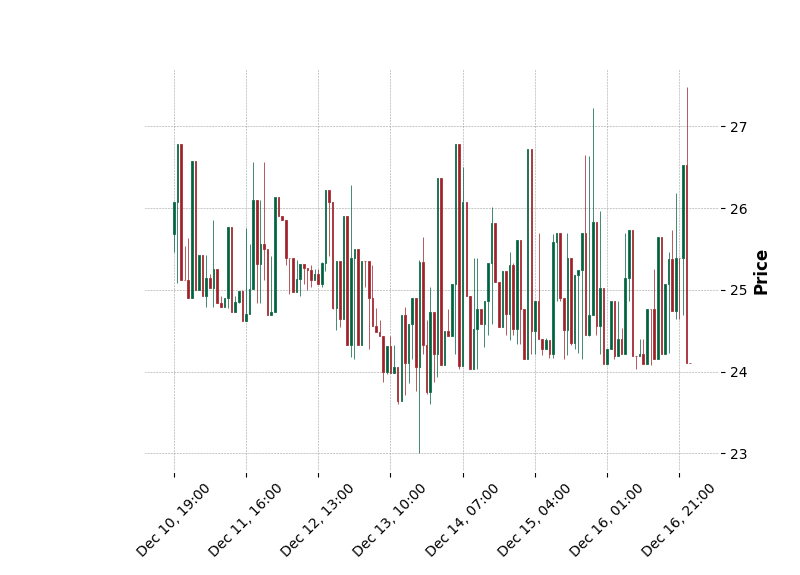 27
26
25
24
23
Price
Dec 10, 19:00
Dec 11, 16:00
Dec 12, 13:00
Dec 13, 10:00
Dec 14, 07:00
Dec 15, 04:00
Dec 16, 01:00
Dec 16, 21:00